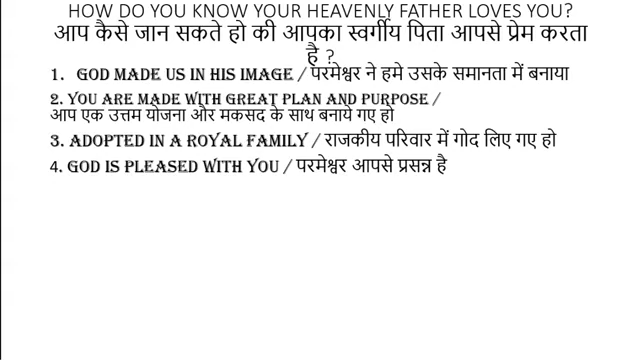 HOW DO YOU KNOW YOUR HEAVENLY FATHER LOVES YOU?
आप कैसे जान सकते हो की आपका स्वर्गीय पिता आपसे प्रेम करता
है ?
1. GOD MADE US IN HIS IMAGE / परमेश्वर ने हमे उसके समानता में बनाया
2. YOU ARE MADE WITH GREAT PLAN AND PURPOSE /
आप एक उत्तम योजना और मकसद के साथ बनाये गए हो
3. ADOPTED IN A ROYAL FAMILY / राजकीय परिवार में गोद लिए गए हो
4. GOD IS PLEASED WITH YOU / परमेश्वर आपसे प्रसन्न है